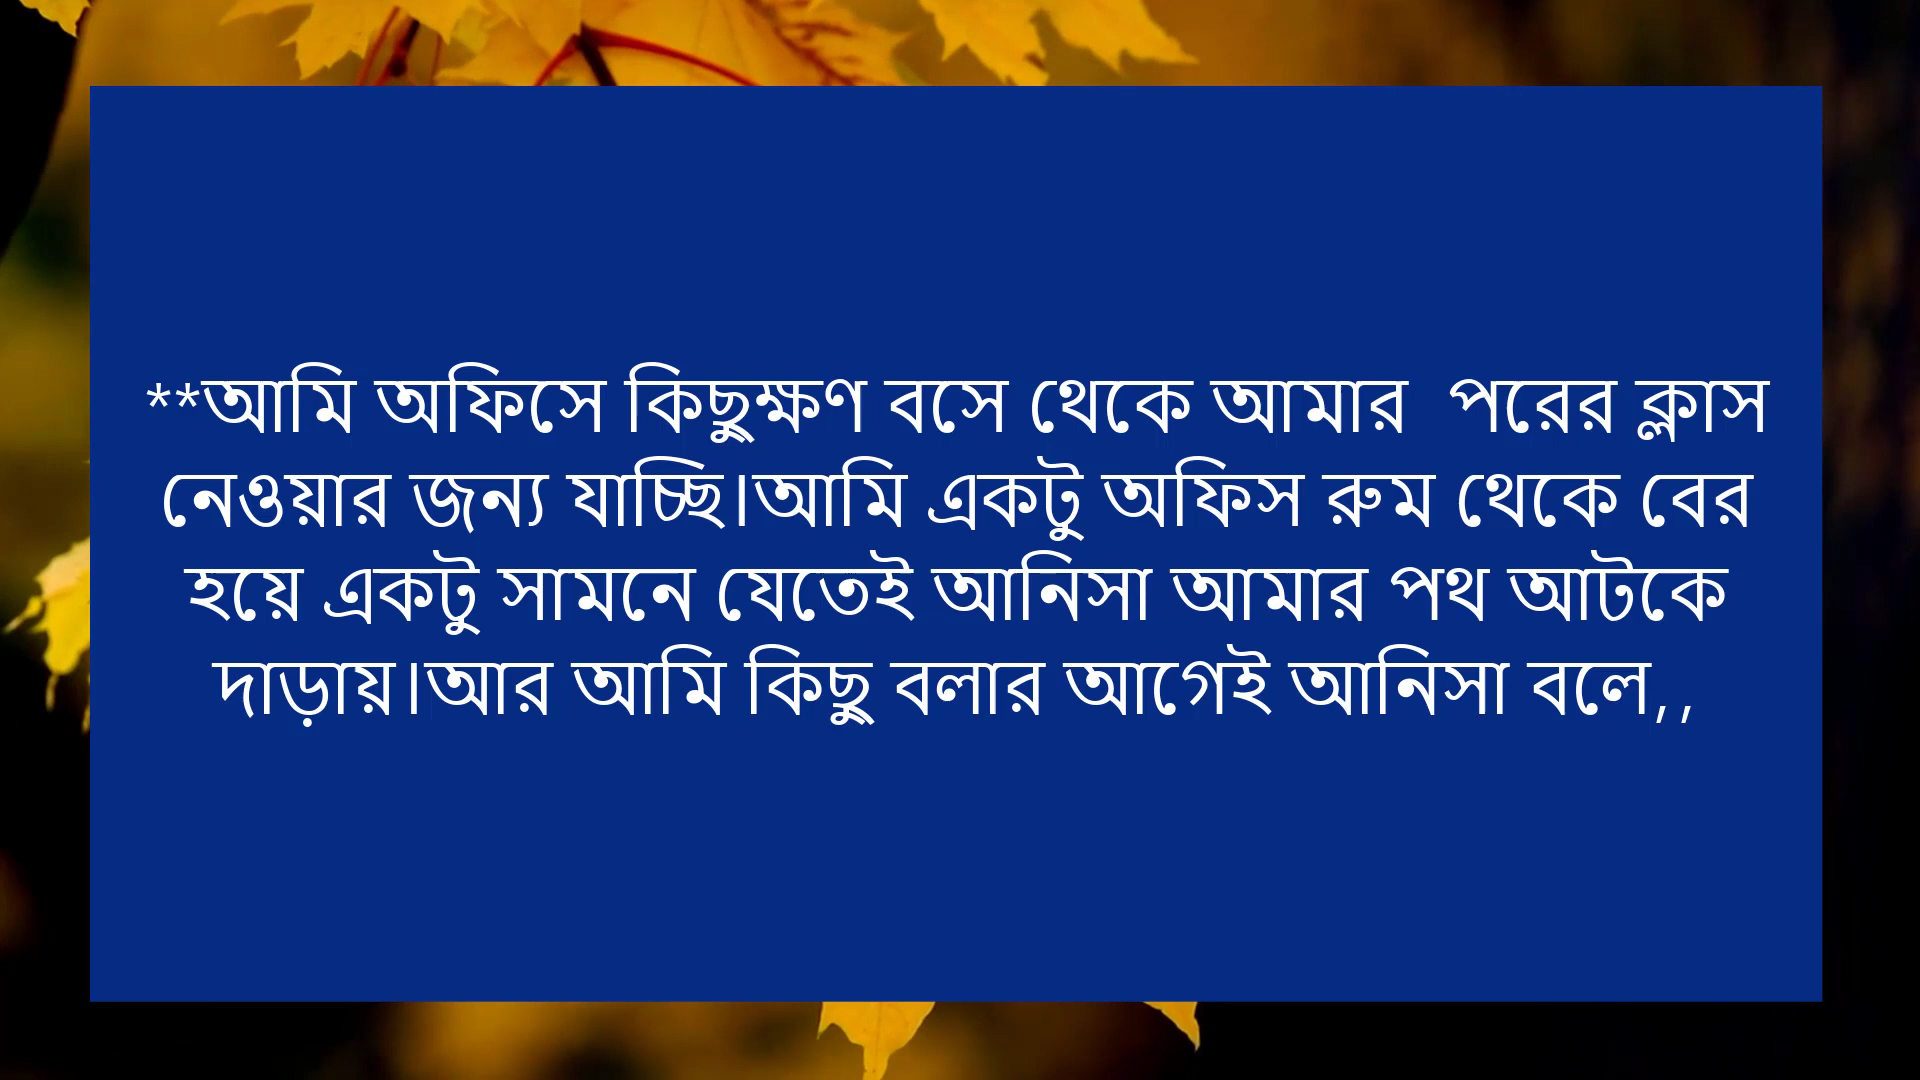 **আমি অফিসে কিছুক্ষণ বসে থেকে আমার  পরের ক্লাস
নেওয়ার জন্য যাচ্ছি।আমি একটু অফিস রুম থেকে বের
হয়ে একটু সামনে যেতেই আনিসা আমার পথ আটকে
দাড়ায়।আর আমি কিছু বলার আগেই আনিসা বলে,,